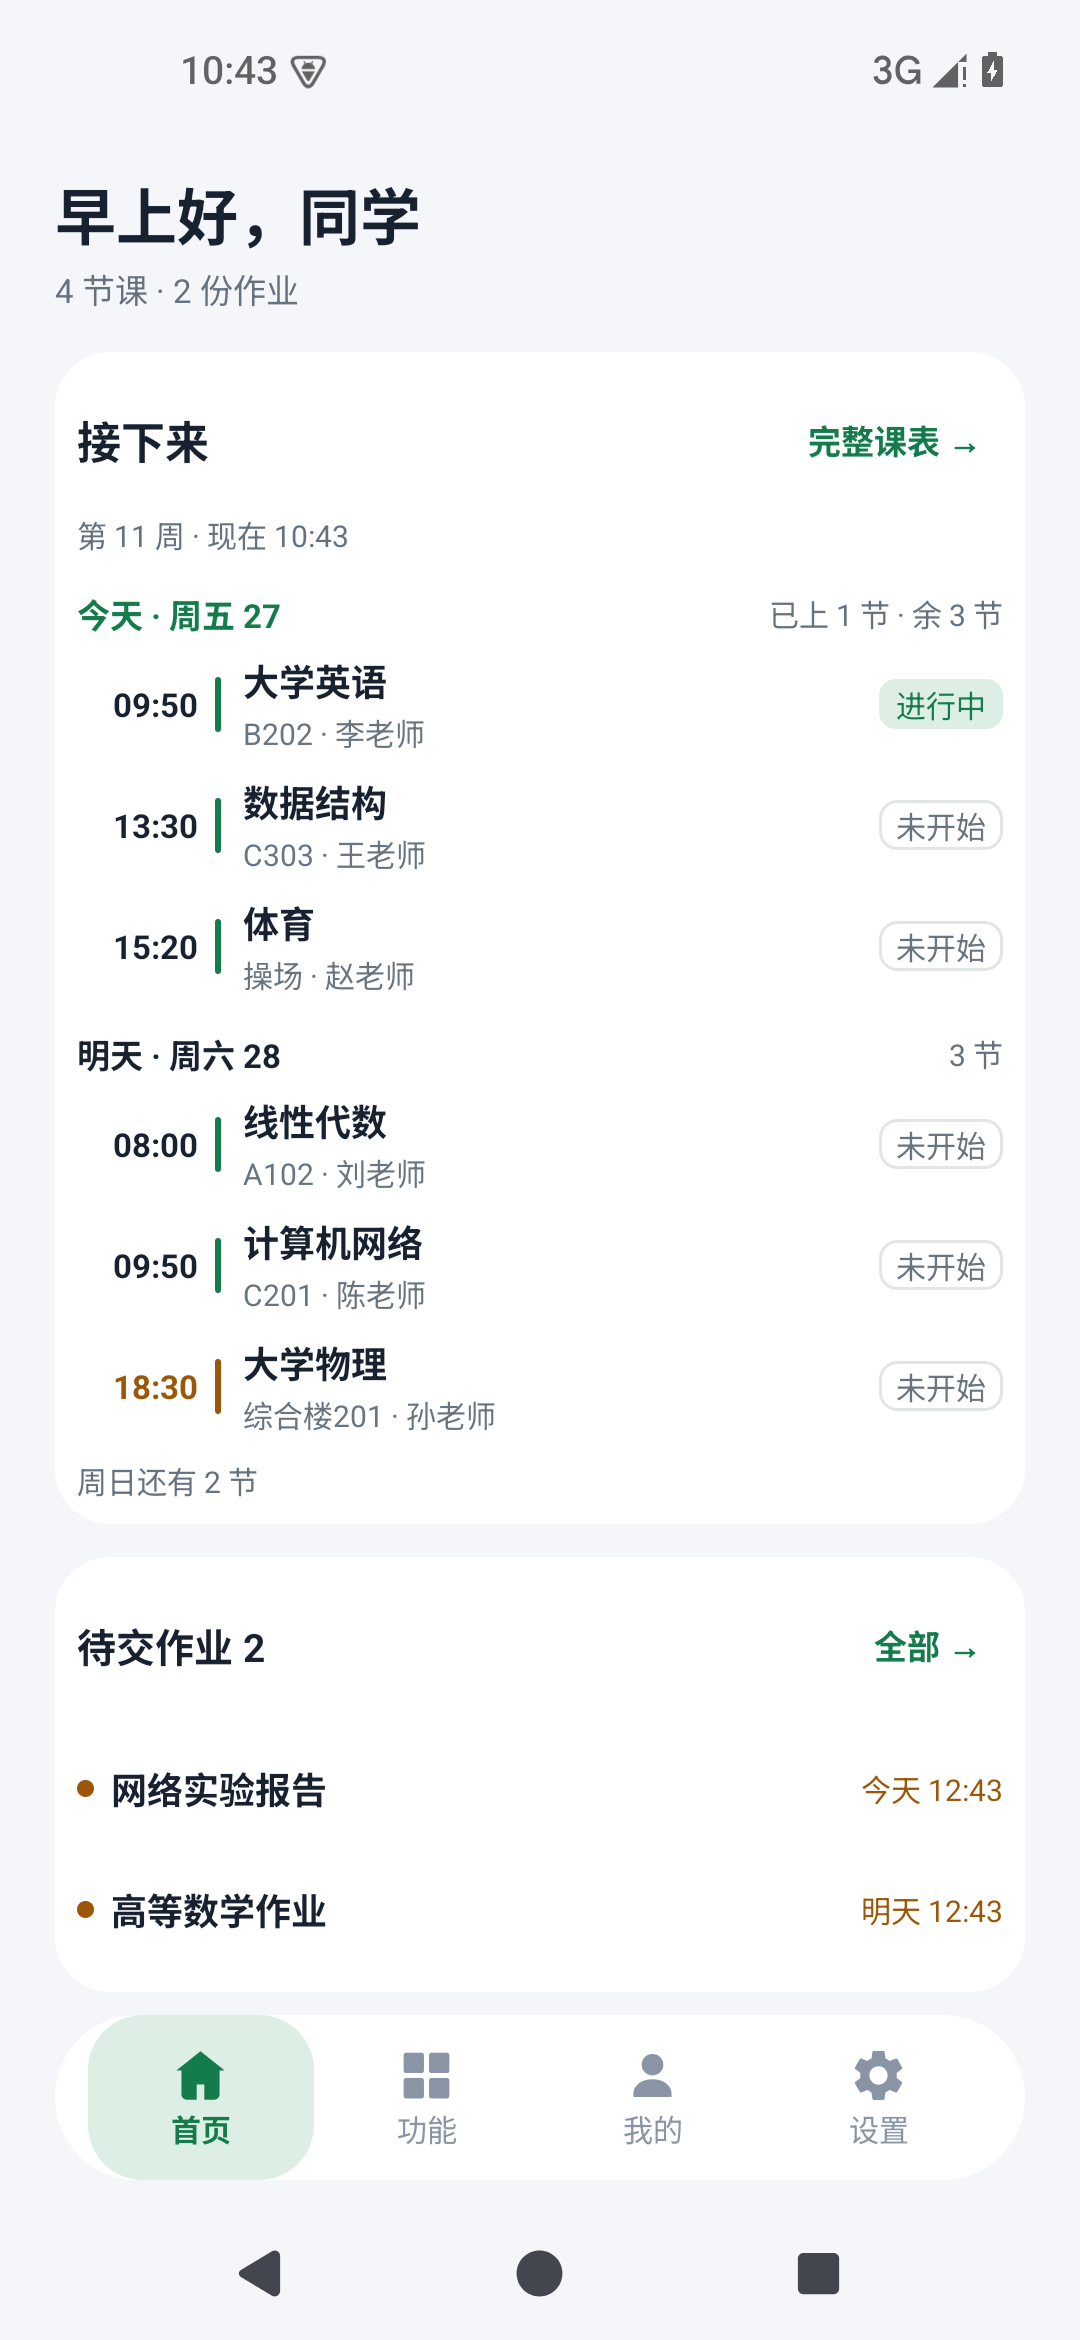 10:43
3G
早上好，同学
4 节课 · 2 份作业
接下来
完整课表 →
第 11 周 · 现在 10:43
今天 · 周五 27
已上 1 节 · 余 3 节
09:50
大学英语
B202 · 李老师
进行中
13:30
数据结构
C303 · 王老师
未开始
15:20
体育
操场 · 赵老师
未开始
明天 · 周六 28
3 节
08:00
线性代数
A102 · 刘老师
未开始
09:50
计算机网络
C201 · 陈老师
未开始
18:30
大学物理
综合楼201 · 孙老师
未开始
周日还有 2 节
待交作业 2
全部 →
网络实验报告
今天 12:43
高等数学作业
明天 12:43
首页
功能
我的
设置